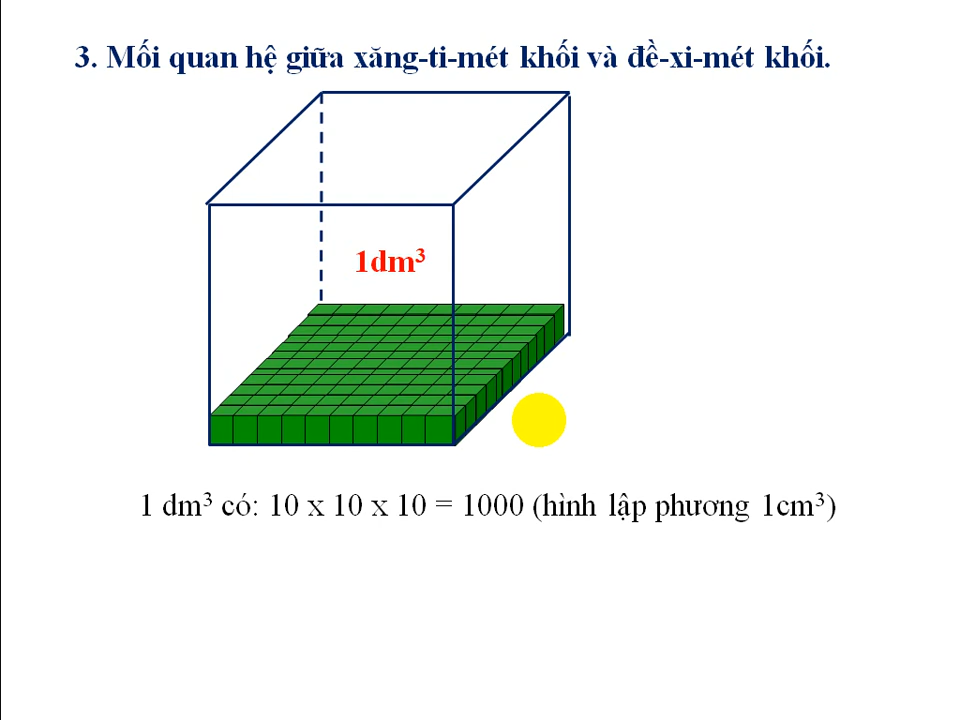 3. Mối quan hệ giữa xăng-ti-mét khối và đề-xi-mét khối.
1dm³
1 dm³ có: 10 x 10 x 10 = 1000 (hình lập phương 1cm³)